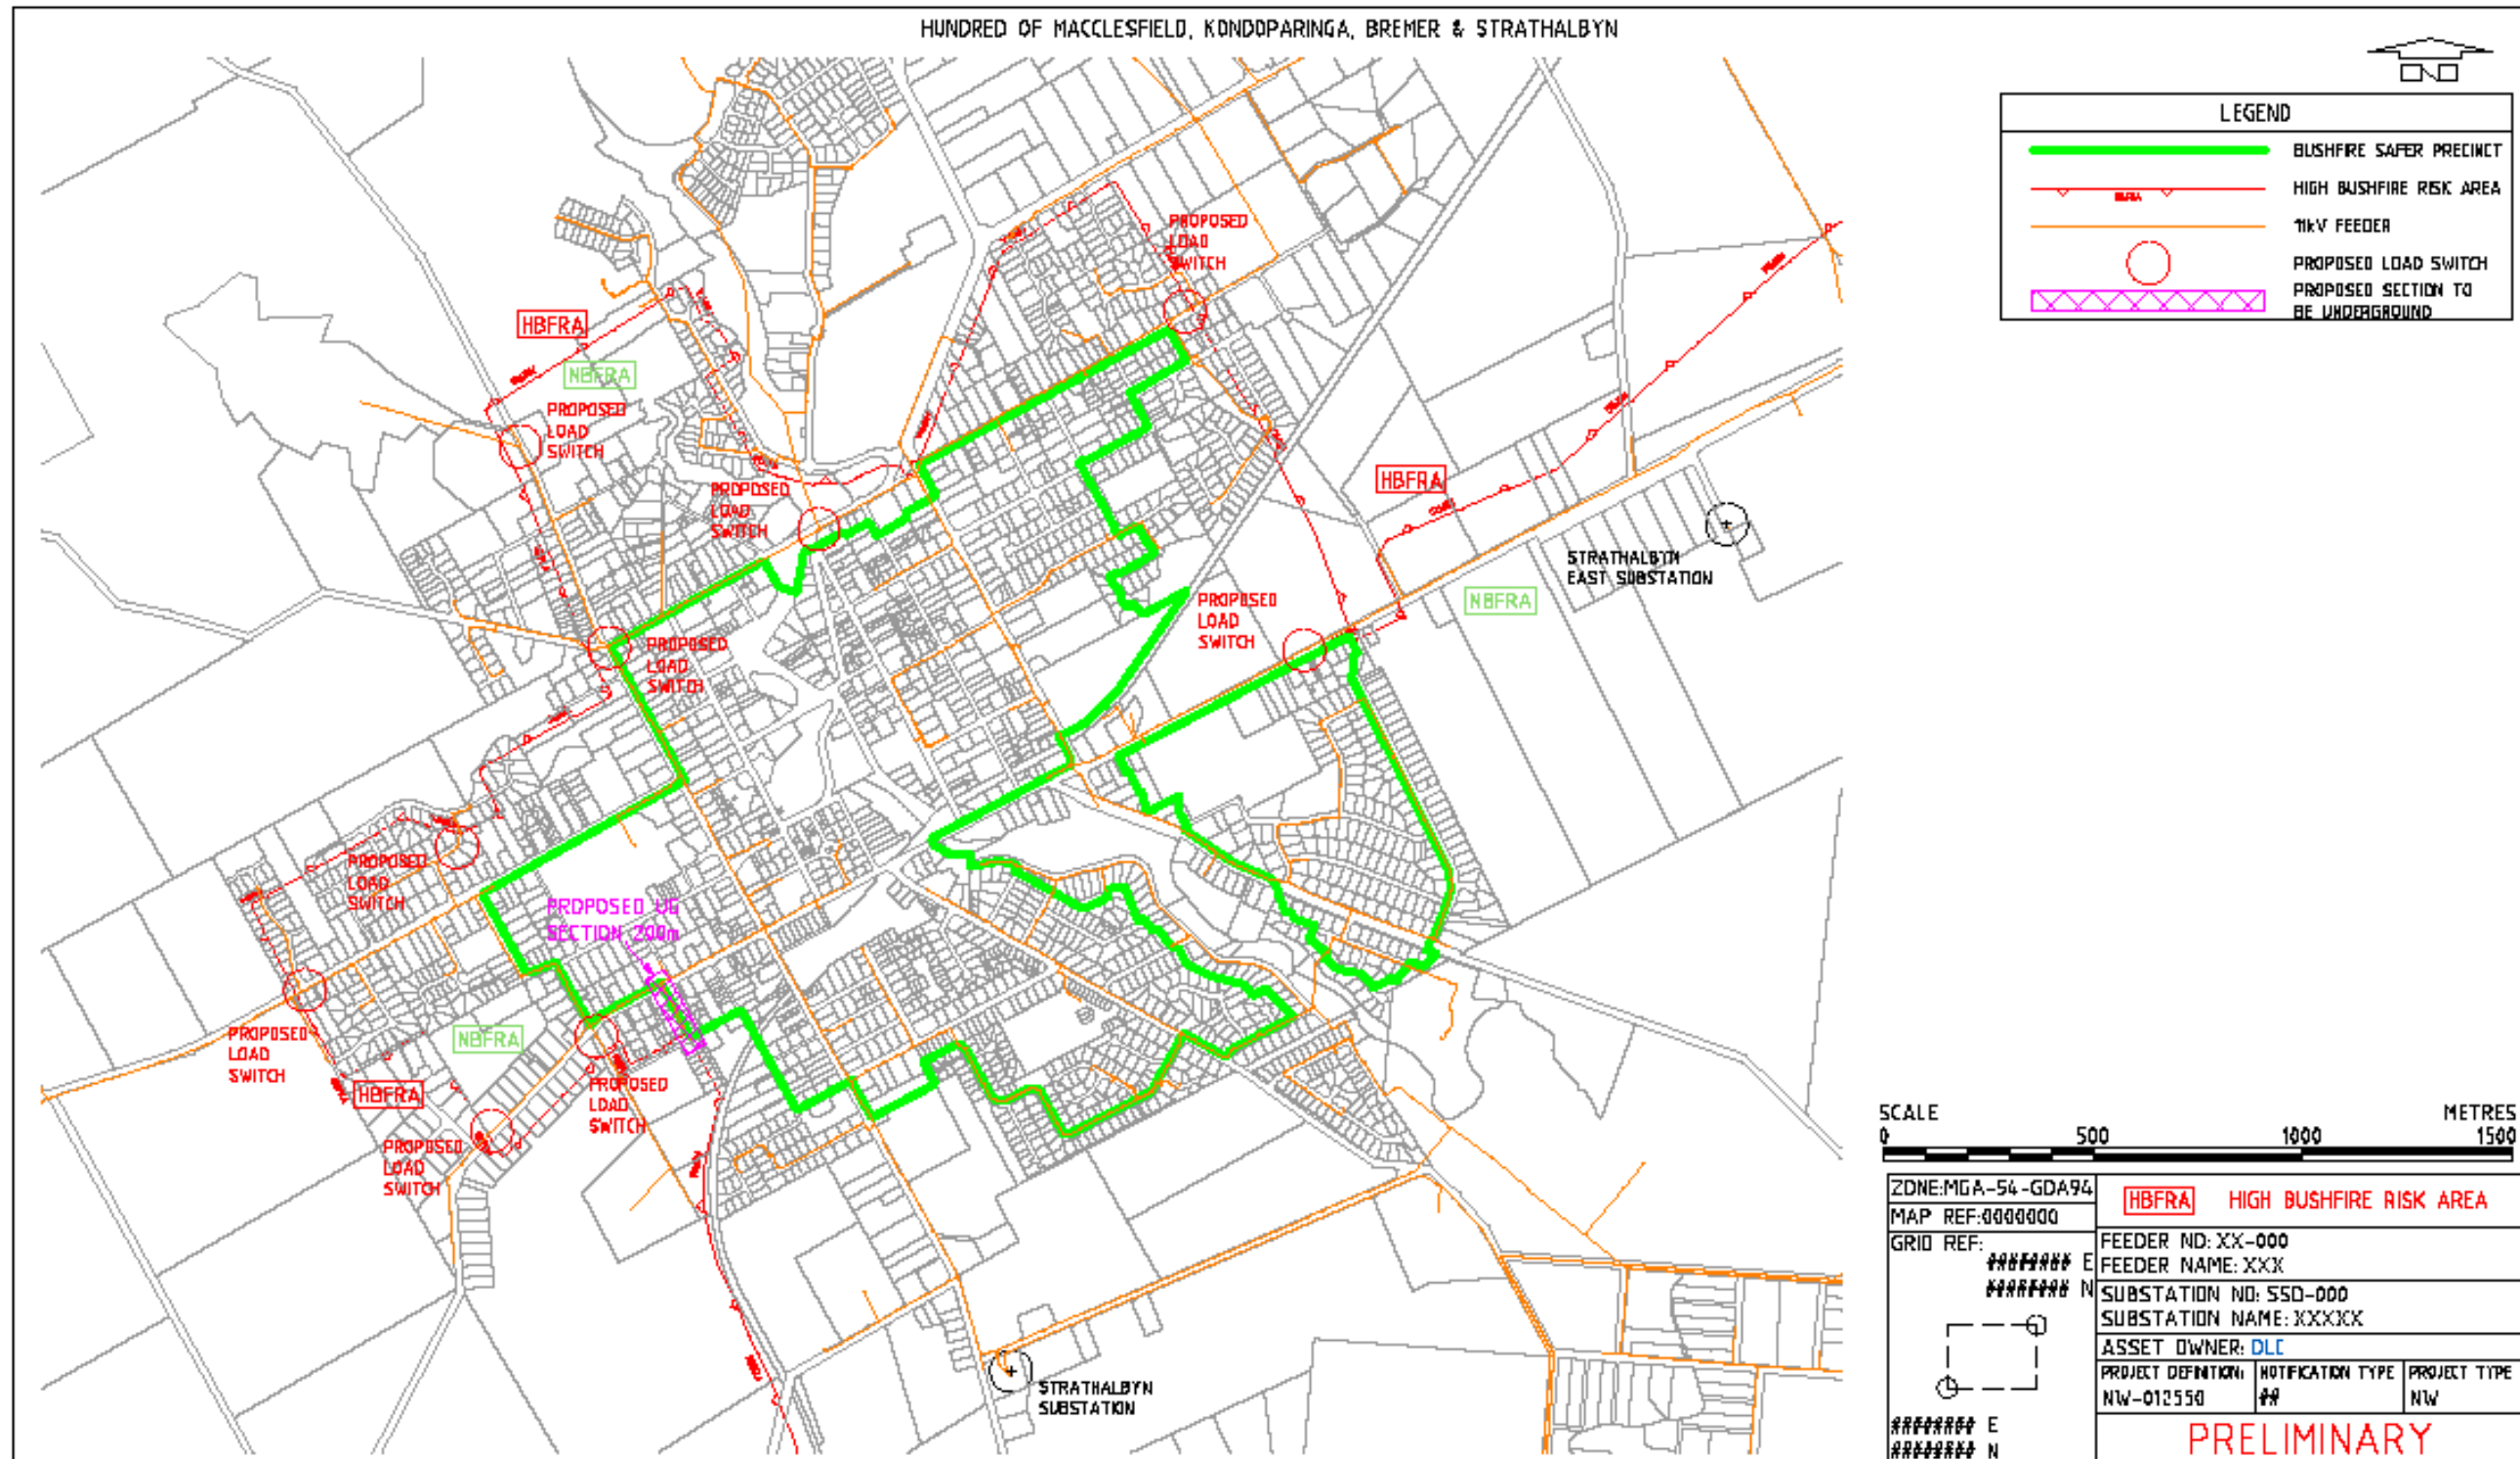 HUNDRED OF MACCLESFIELD, KONDOPARINGA, BREMER & STRATHALBYN
N
LEGEND
BUSHFIRE SAFER PRECINCT
HIGH BUSHFIRE RISK AREA
11kV FEEDER
PROPOSED LOAD SWITCH
PROPOSED SECTION TO
BE UNDERGROUND
PROPOSED
LOAD
SWITCH
HBFRA
NBFRA
PROPOSED
LOAD
SWITCH
PROPOSED
LOAD
SWITCH
HBFRA
STRATHALBYN
EAST SUBSTATION
NBFRA
PROPOSED
LOAD
SWITCH
PROPOSED
LOAD
SWITCH
PROPOSED
LOAD
SWITCH
PROPOSED UG
SECTION 200m
PROPOSED
LOAD
SWITCH
NBFRA
HBFRA
PROPOSED
LOAD
SWITCH
PROPOSED
LOAD
SWITCH
STRATHALBYN
SUBSTATION
SCALE METRES
0 500 1000 1500
ZONE:MGA-54-GDA94
MAP REF:0000000
GRID REF:
######## E
######## N
######## E
######## N
HBFRA HIGH BUSHFIRE RISK AREA
FEEDER NO: XX-000
FEEDER NAME: XXX
SUBSTATION NO: SSD-000
SUBSTATION NAME: XXXXX
ASSET OWNER: DLC
PROJECT DEFINITION: NOTIFICATION TYPE PROJECT TYPE
NW-012550 ## NW
PRELIMINARY